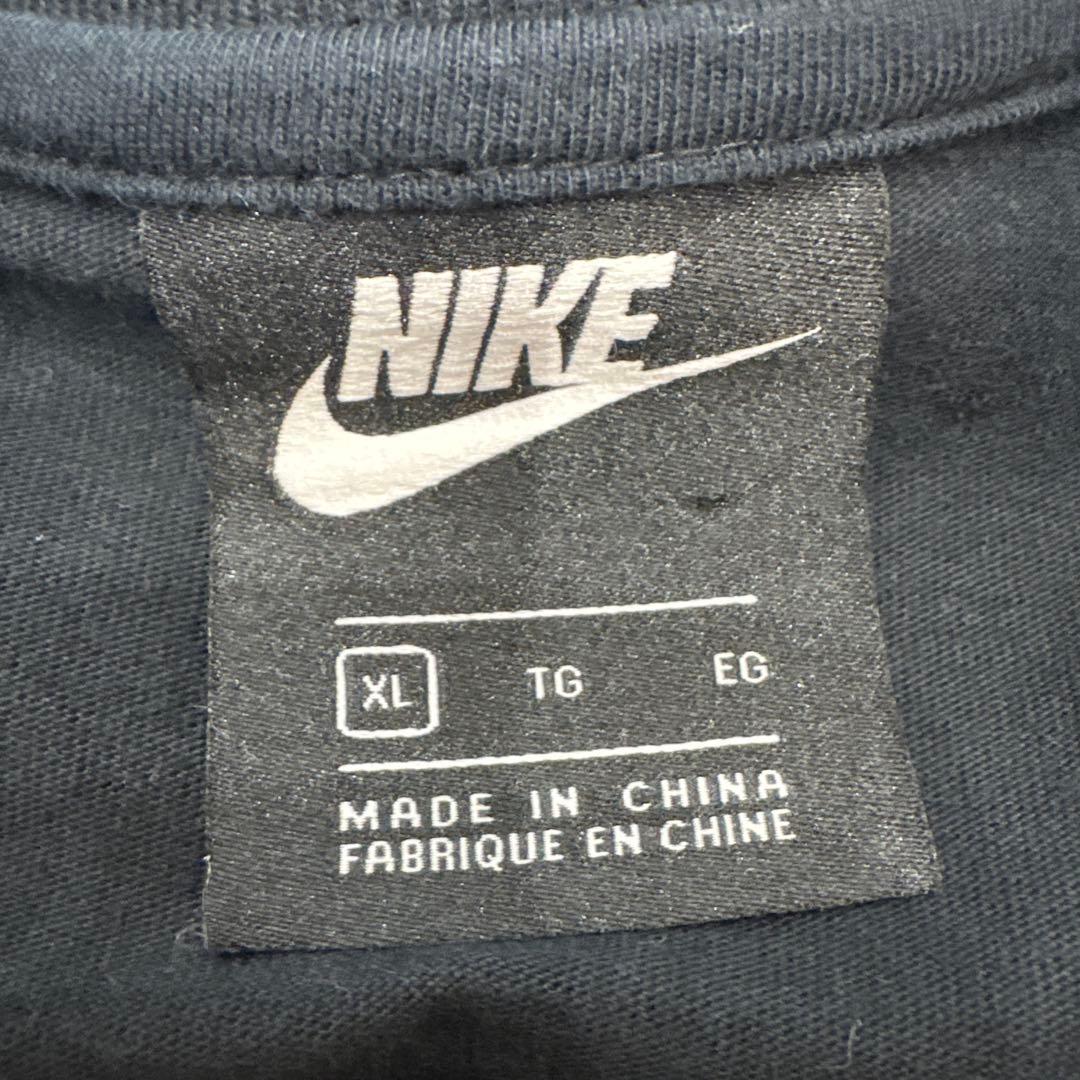 NIKE
XL TG EG
MADE IN CHINA
FABRIQUE EN CHINE